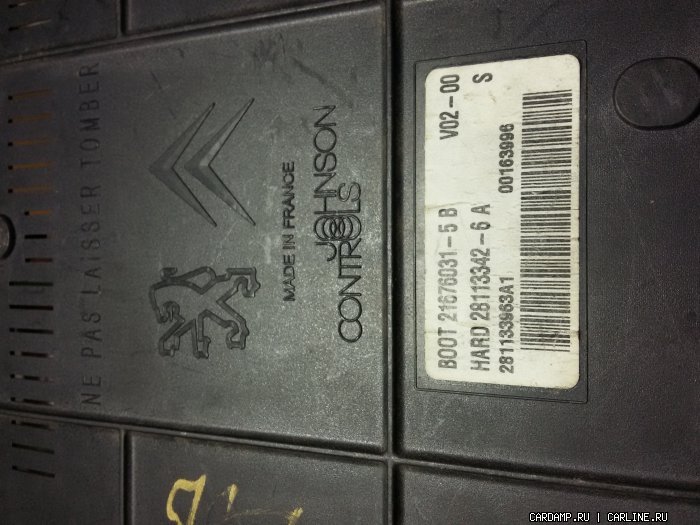 NE PAS LAISSER TOMBER
MADE IN FRANCE
JOHNSON
CONTROLS
BOOT 21676031-5 B V02-00
HARD 28113342-6 A S
281133963A1 00163996
CARDAMP.RU | CARLINE.RU